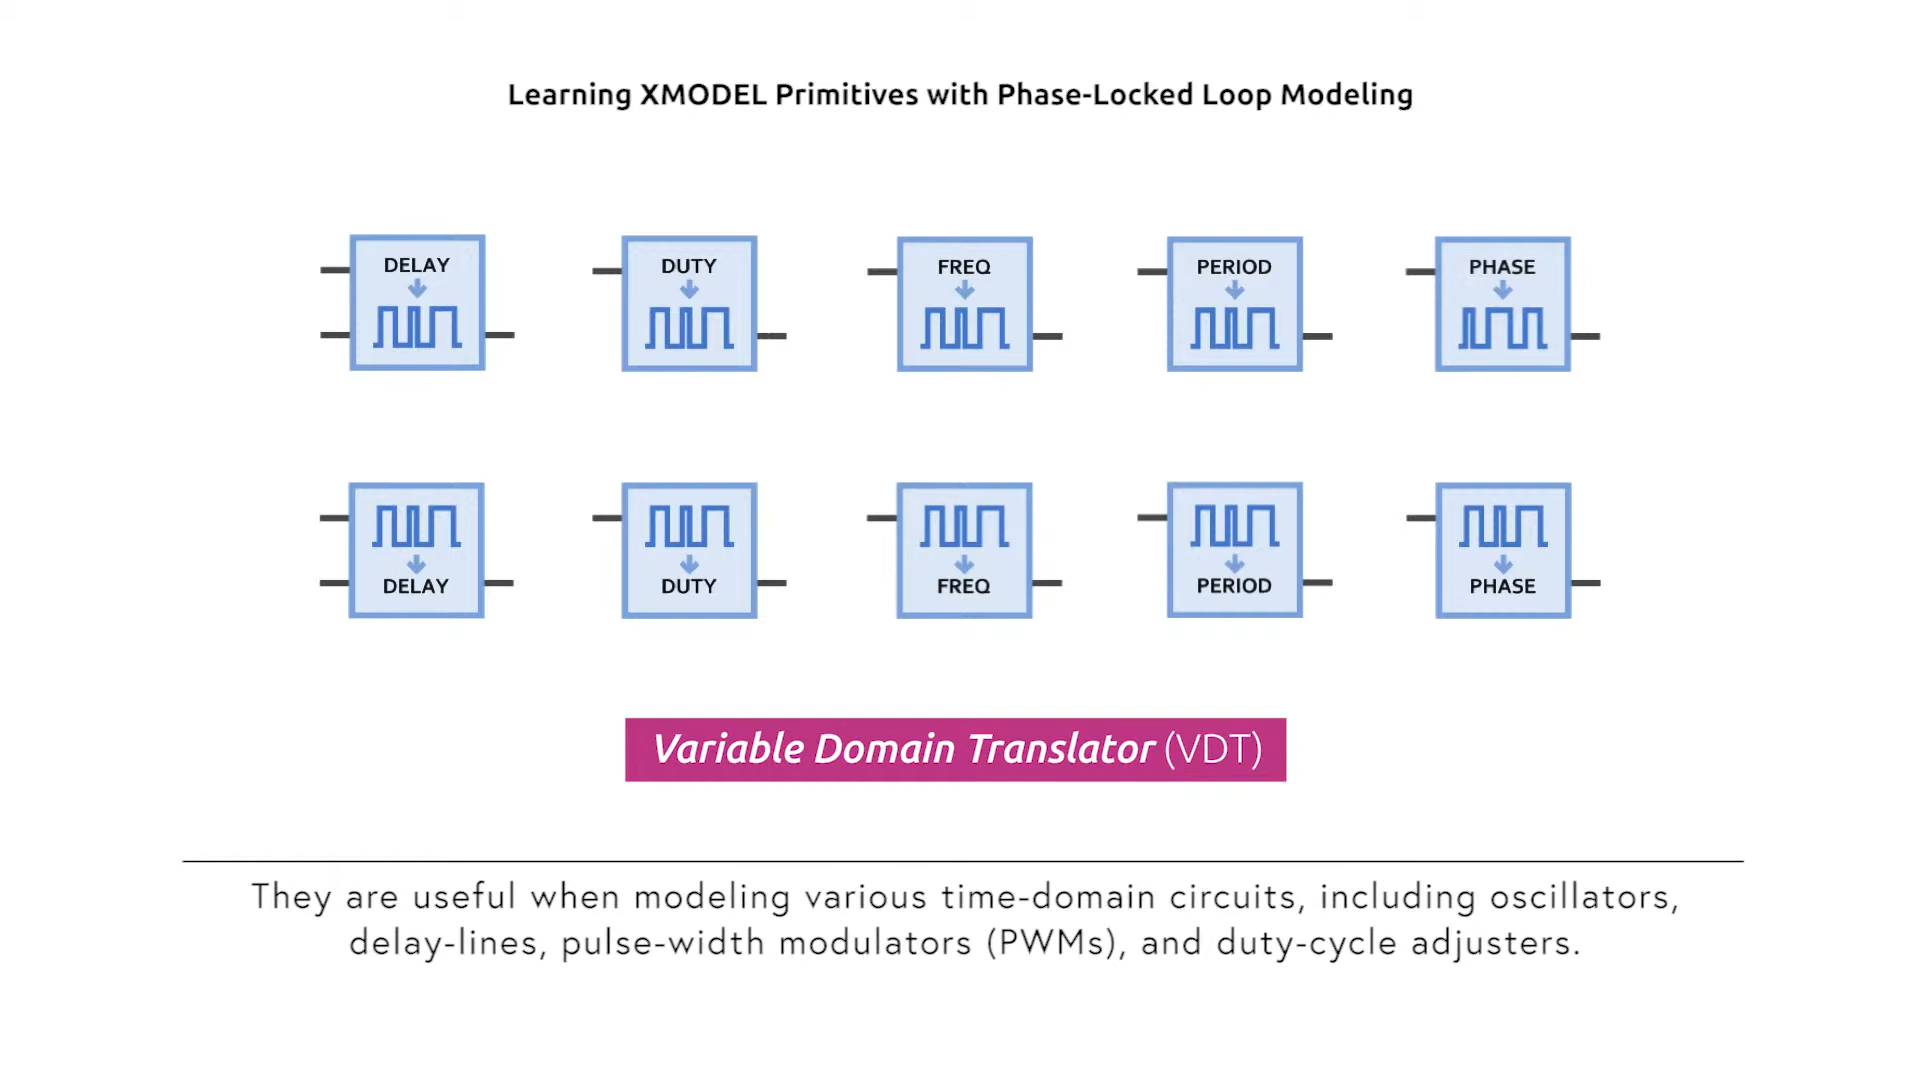 Learning XMODEL Primitives with Phase-Locked Loop Modeling
DELAY
DUTY
FREQ
PERIOD
PHASE
DELAY
DUTY
FREQ
PERIOD
PHASE
Variable Domain Translator (VDT)
They are useful when modeling various time-domain circuits, including oscillators,
delay-lines, pulse-width modulators (PWMs), and duty-cycle adjusters.